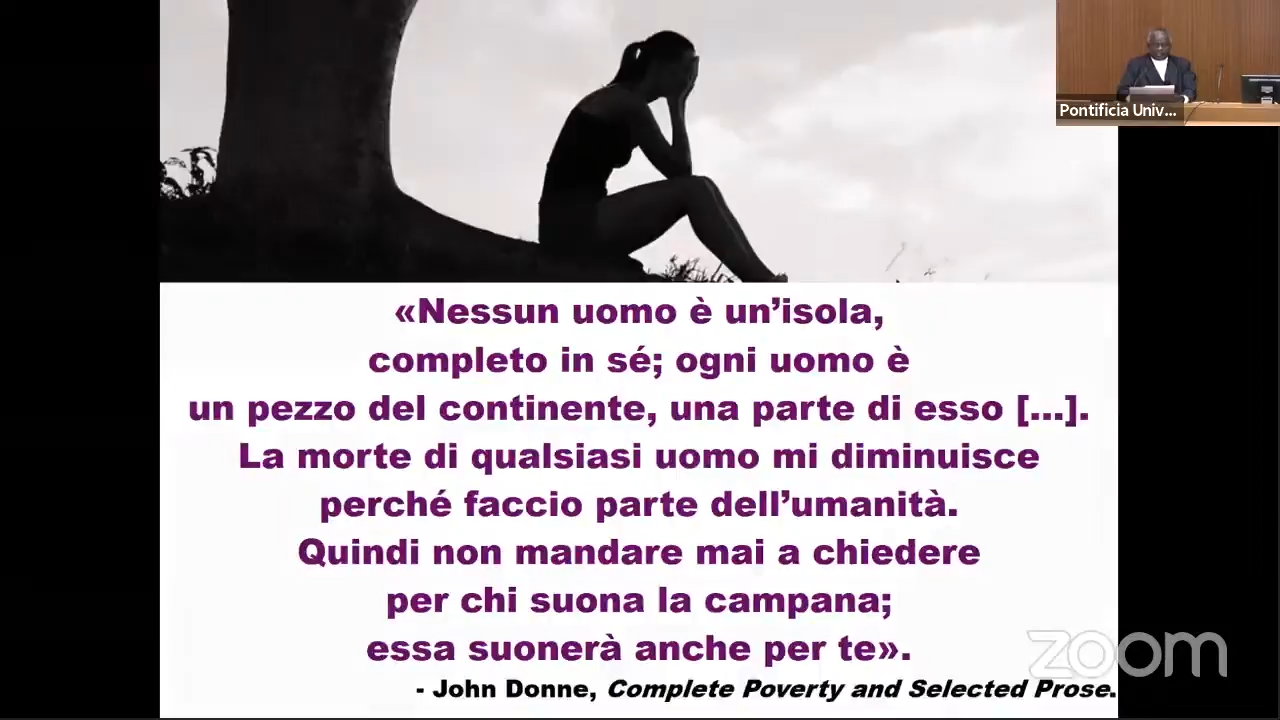 Pontificia Univ...
«Nessun uomo è un’isola,
completo in sé; ogni uomo è
un pezzo del continente, una parte di esso [...].
La morte di qualsiasi uomo mi diminuisce
perché faccio parte dell’umanità.
Quindi non mandare mai a chiedere
per chi suona la campana;
essa suonerà anche per te».
- John Donne, Complete Poverty and Selected Prose.
zoom